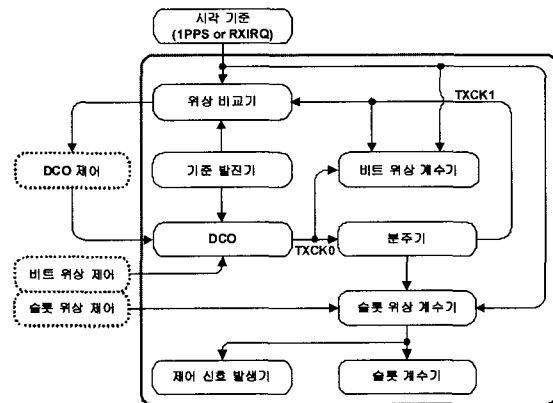 시각 기준
(1PPS or RXIRQ)
위상 비교기
TXCK1
DCO 제어
기준 발진기
비트 위상 계수기
DCO
TXCK0
분주기
비트 위상 제어
슬롯 위상 제어
슬롯 위상 계수기
제어 신호 발생기
슬롯 계수기